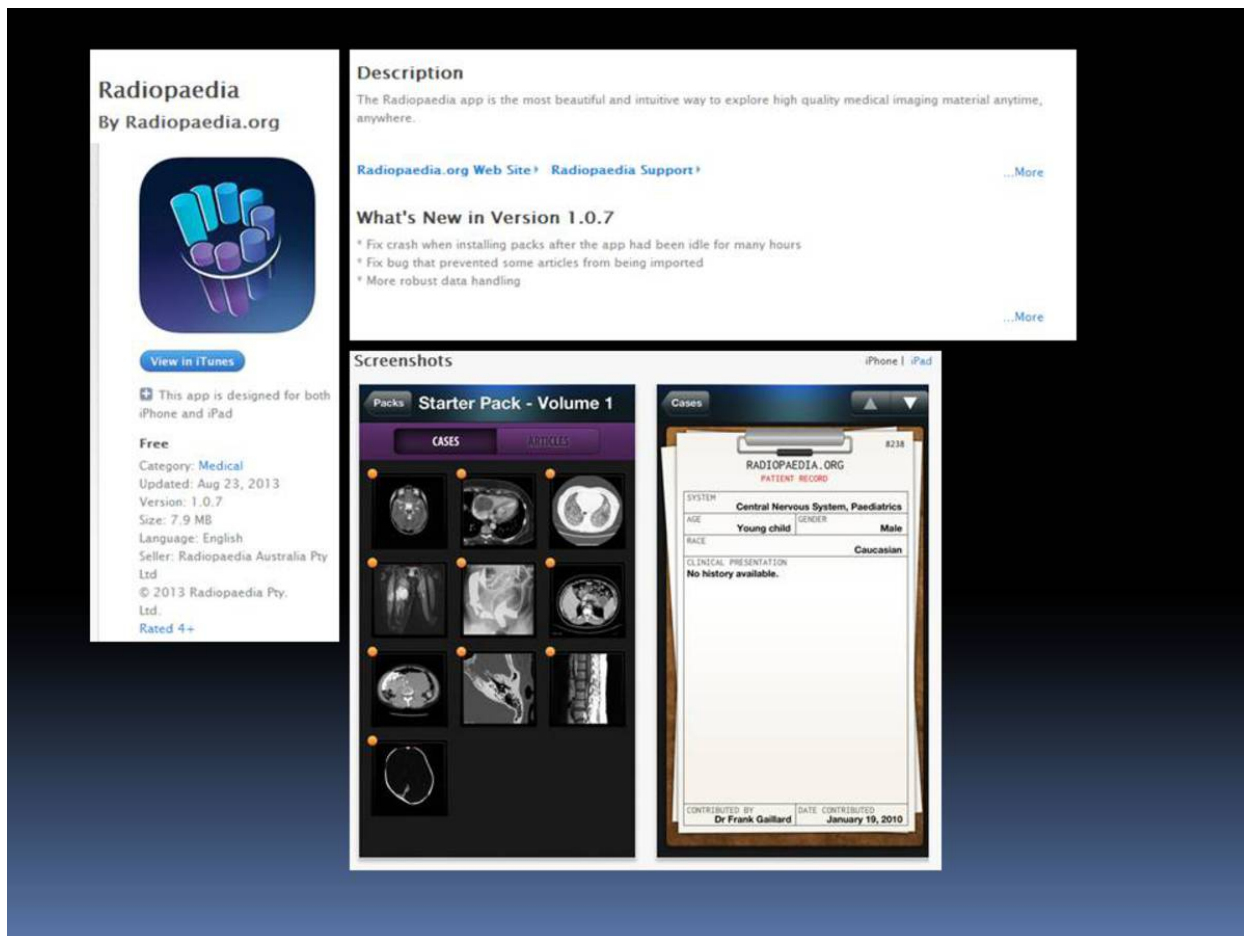 Radiopaedia
By Radiopaedia.org
View in iTunes
This app is designed for both
iPhone and iPad
Free
Category: Medical
Updated: Aug 23, 2013
Version: 1.0.7
Size: 7.9 MB
Language: English
Seller: Radiopaedia Australia Pty
Ltd
© 2013 Radiopaedia Pty.
Ltd.
Rated 4+
Description
The Radiopaedia app is the most beautiful and intuitive way to explore high quality medical imaging material anytime,
anywhere.
Radiopaedia.org Web Site Radiopaedia Support
...More
What's New in Version 1.0.7
* Fix crash when installing packs after the app had been idle for many hours
* Fix bug that prevented some articles from being imported
* More robust data handling
...More
Screenshots
iPhone | iPad
Packs Starter Pack - Volume 1
CASES ARTICLES
Cases
8238
RADIOPAEDIA.ORG
PATIENT RECORD
SYSTEM
Central Nervous System, Paediatrics
AGE GENDER
Young child Male
RACE
Caucasian
CLINICAL PRESENTATION
No history available.
CONTRIBUTED BY DATE CONTRIBUTED
Dr Frank Gaillard January 19, 2010